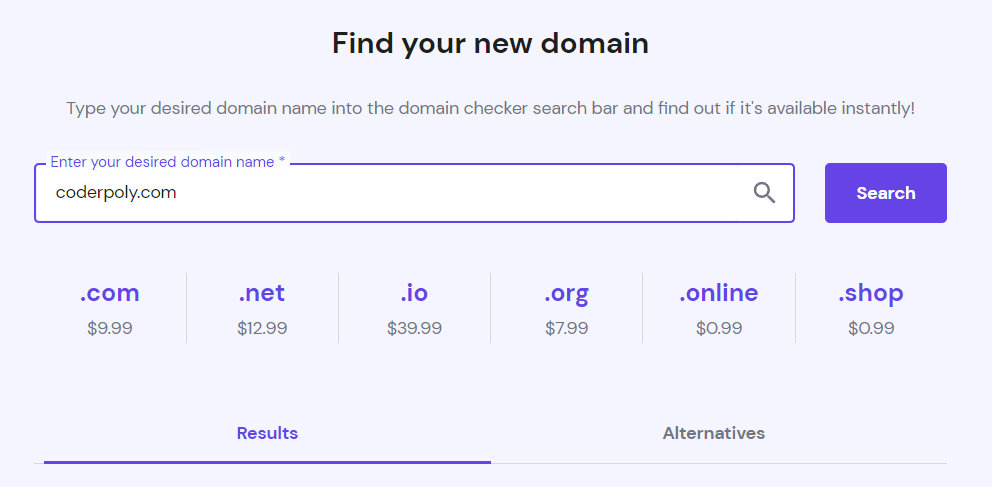 Find your new domain
Type your desired domain name into the domain checker search bar and find out if it's available instantly!
Enter your desired domain name *
coderpoly.com
Search
.com .net .io .org .online .shop
$9.99 $12.99 $39.99 $7.99 $0.99 $0.99
Results Alternatives